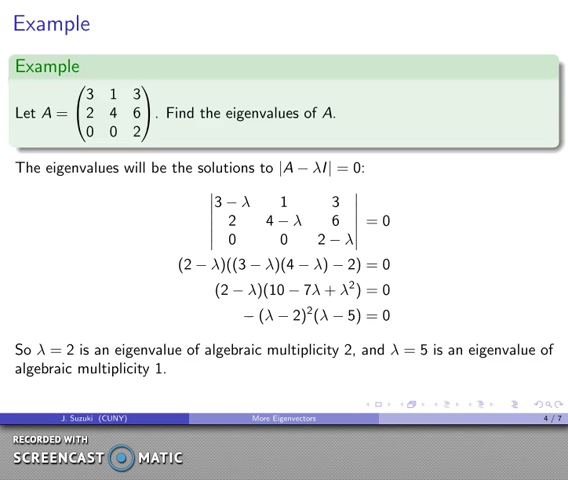 Example
Example
Let A = (3 1 3
2 4 6
0 0 2). Find the eigenvalues of A.
The eigenvalues will be the solutions to |A − λI| = 0:
|3 − λ 1 3|
|2 4 − λ 6| = 0
|0 0 2 − λ|
(2 − λ)((3 − λ)(4 − λ) − 2) = 0
(2 − λ)(10 − 7λ + λ²) = 0
− (λ − 2)²(λ − 5) = 0
So λ = 2 is an eigenvalue of algebraic multiplicity 2, and λ = 5 is an eigenvalue of
algebraic multiplicity 1.
J. Suzuki (CUNY) More Eigenvectors 4 / 7
RECORDED WITH
SCREENCAST MATIC